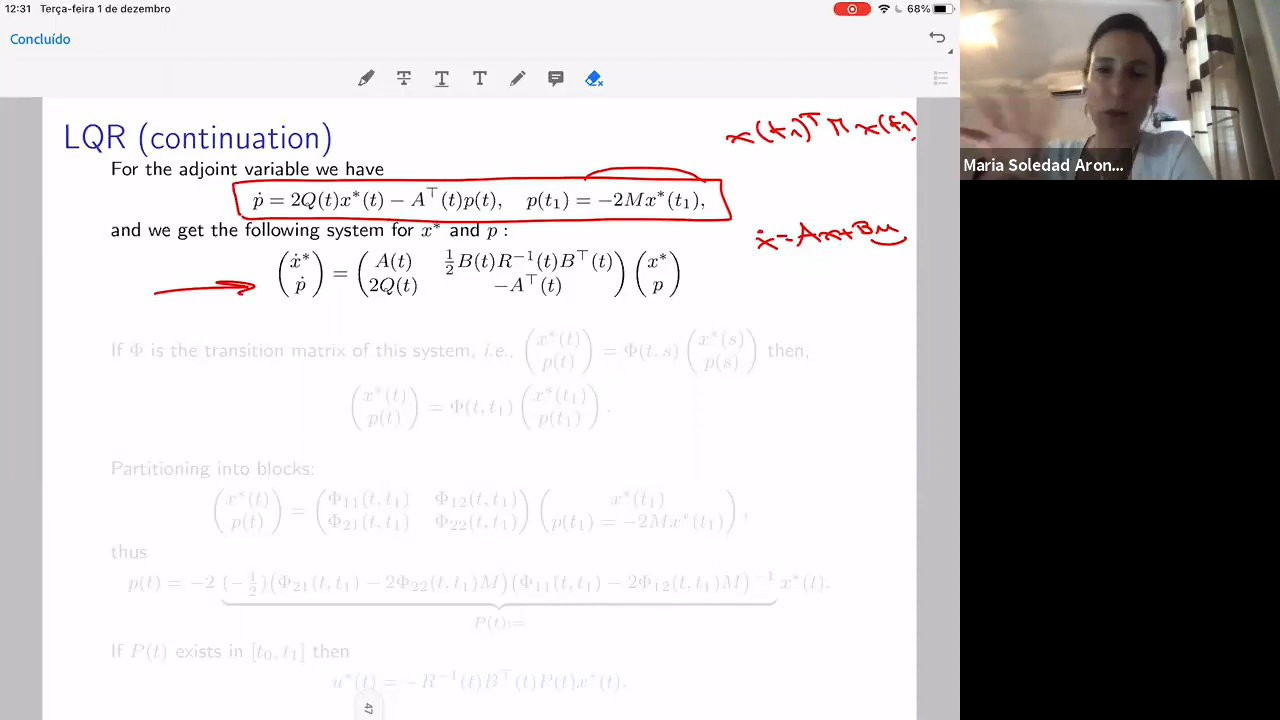 12:31 Terça-feira 1 de dezembro
68%
Concluído
LQR (continuation)
x(t₁)ᵀ M x(t₁)
For the adjoint variable we have
ṗ = 2Q(t)x*(t) − A⊤(t)p(t), p(t₁) = −2Mx*(t₁),
and we get the following system for x* and p :
ẋ = Ax + Bu
(ẋ*) = (A(t) ½B(t)R⁻¹(t)B⊤(t)) (x*)
(ṗ) (2Q(t) −A⊤(t)) (p)
If Φ is the transition matrix of this system, i.e., (x*(t) p(t)) = Φ(t, s) (x*(s) p(s)) then,
(x*(t) p(t)) = Φ(t, t₁) (x*(t₁) p(t₁)).
Partitioning into blocks:
(x*(t)) = (Φ₁₁(t, t₁) Φ₁₂(t, t₁)) (x*(t₁))
(p(t)) (Φ₂₁(t, t₁) Φ₂₂(t, t₁)) (p(t₁) = −2Mx*(t₁)),
thus
p(t) = −2 (−½)(Φ₂₁(t, t₁) − 2Φ₂₂(t, t₁)M)(Φ₁₁(t, t₁) − 2Φ₁₂(t, t₁)M)⁻¹ x*(t).
P(t):=
If P(t) exists in [t₀, t₁] then
u*(t) = −R⁻¹(t)B⊤(t)P(t)x*(t).
47
Maria Soledad Aron...